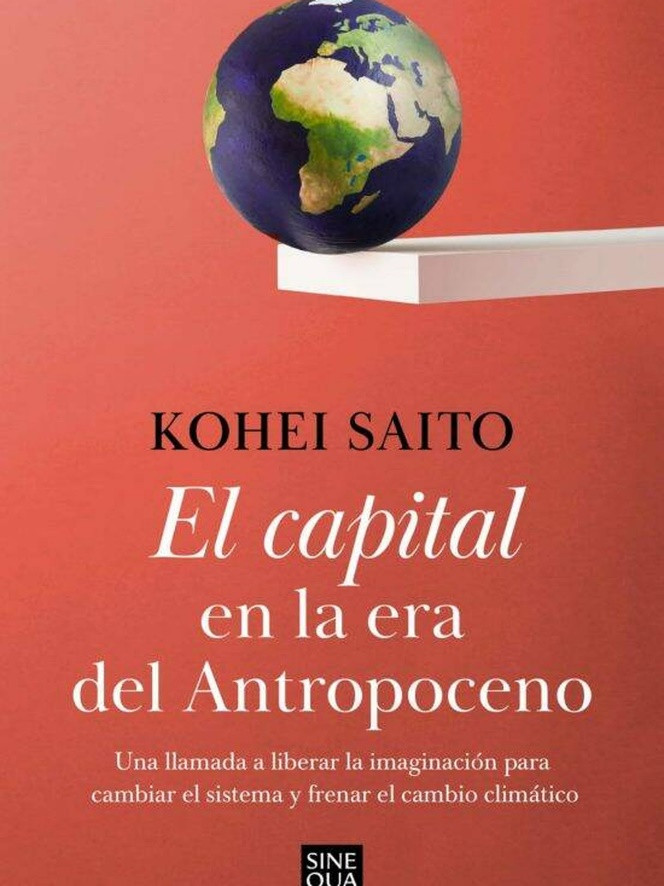 KOHEI SAITO
El capital
en la era
del Antropoceno
Una llamada a liberar la imaginación para
cambiar el sistema y frenar el cambio climático
SINE
QUA